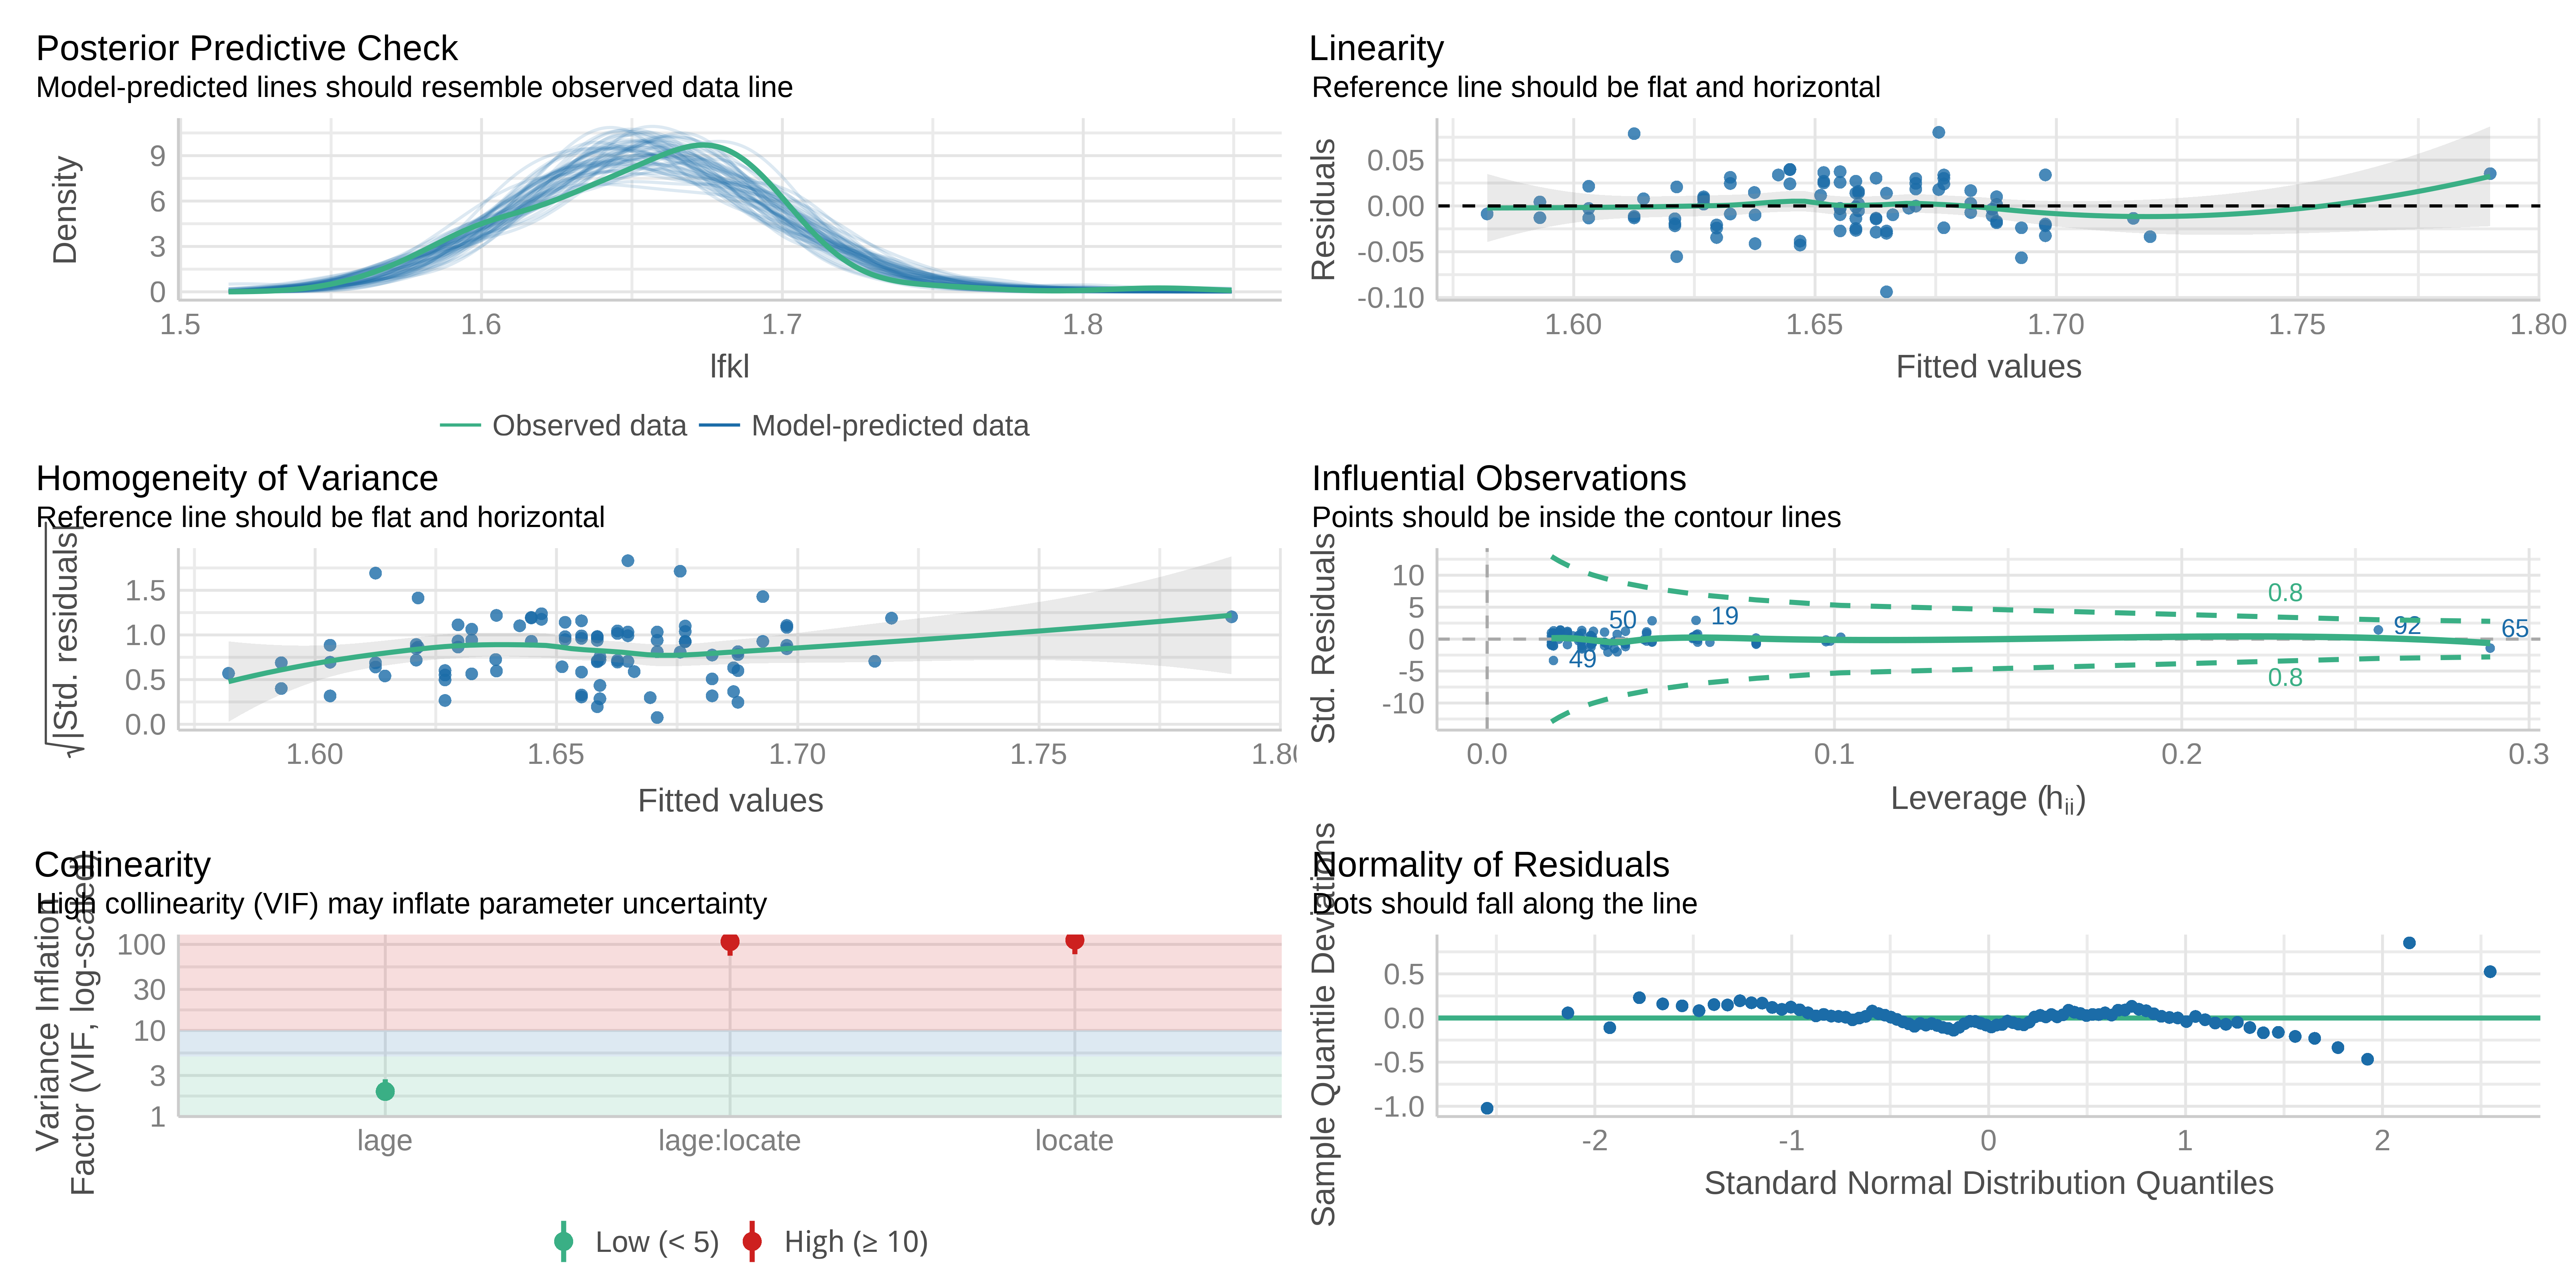 Posterior Predictive Check
Model-predicted lines should resemble observed data line
Density
9
6
3
0
1.5 1.6 1.7 1.8
lfkl
Observed data Model-predicted data
Linearity
Reference line should be flat and horizontal
Residuals
0.05
0.00
-0.05
-0.10
1.60 1.65 1.70 1.75 1.80
Fitted values
Homogeneity of Variance
Reference line should be flat and horizontal
√|Std. residuals|
1.5
1.0
0.5
0.0
1.60 1.65 1.70 1.75 1.80
Fitted values
Influential Observations
Points should be inside the contour lines
Std. Residuals
10
5
0
-5
-10
0.8
50
19
92
65
49
0.8
0.0 0.1 0.2 0.3
Leverage (hii)
Collinearity
High collinearity (VIF) may inflate parameter uncertainty
Variance Inflation
Factor (VIF, log-scaled)
100
30
10
3
1
lage lage:locate locate
Low (< 5) High (≥ 10)
Normality of Residuals
Dots should fall along the line
Sample Quantile Deviations
0.5
0.0
-0.5
-1.0
-2 -1 0 1 2
Standard Normal Distribution Quantiles